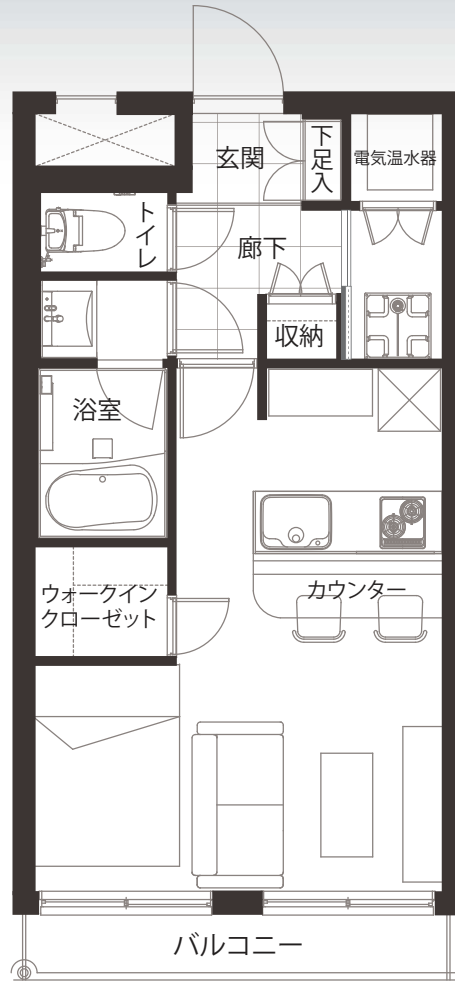 玄関
下足入
電気温水器
トイレ
廊下
収納
浴室
ウォークイン
クローゼット
カウンター
バルコニー